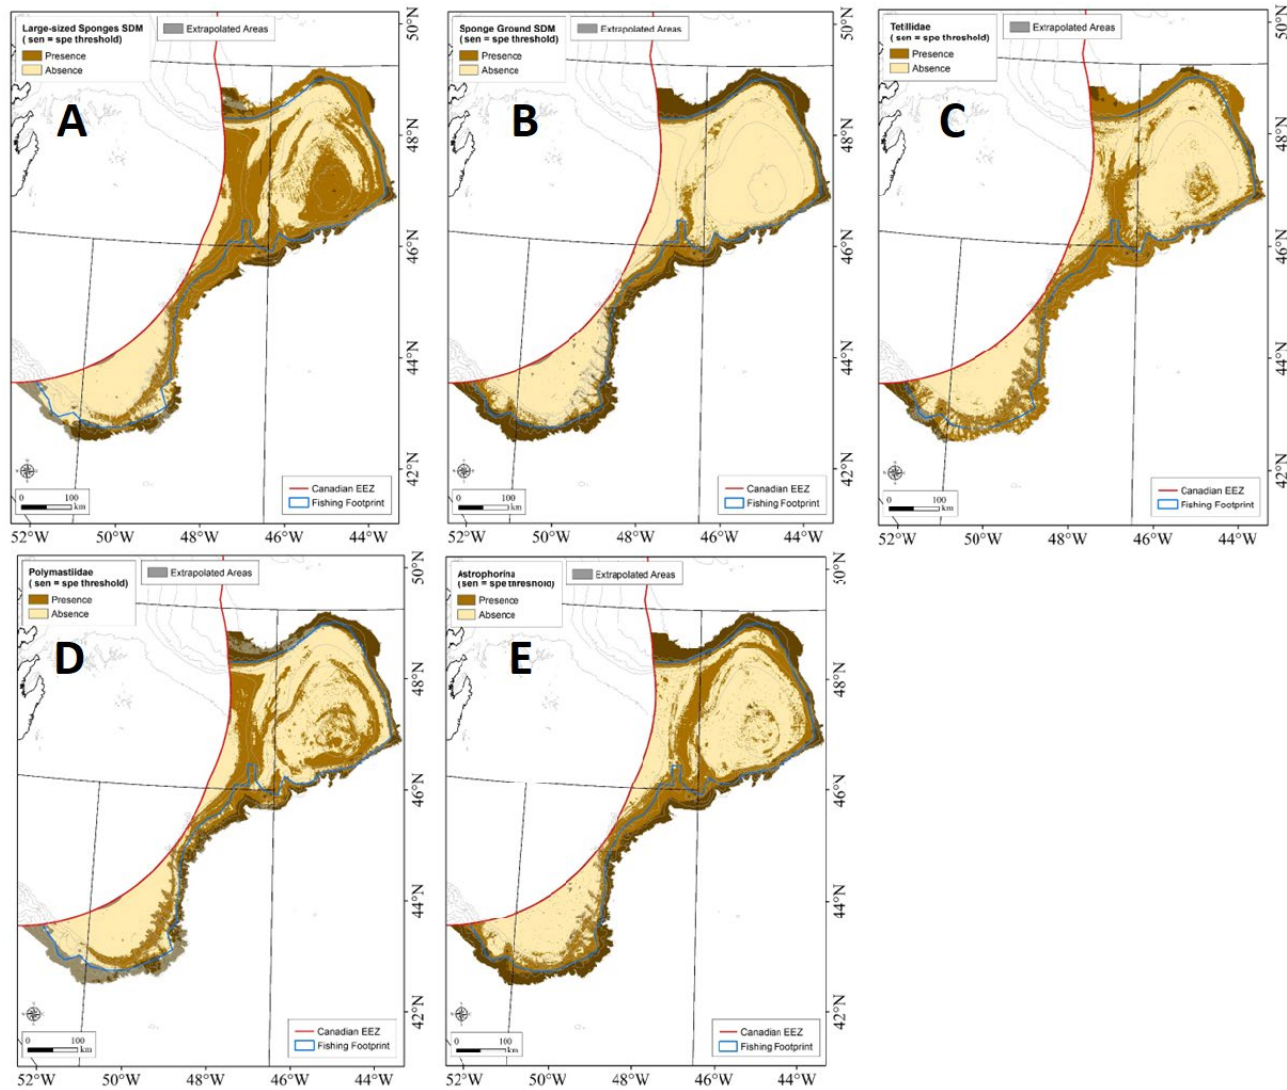 Large-sized Sponges SDM
( sen = spe threshold)
Presence
Absence
Extrapolated Areas
A
50°N
48°N
46°N
44°N
42°N
0 100
km
Canadian EEZ
Fishing Footprint
52°W 50°W 48°W 46°W 44°W
Sponge Ground SDM
(sen = spe threshold)
Presence
Absence
Extrapolated Areas
B
50°N
48°N
46°N
44°N
42°N
0 100
km
Canadian EEZ
Fishing Footprint
52°W 50°W 48°W 46°W 44°W
Tetillidae
( sen = spe threshold)
Presence
Absence
Extrapolated Areas
C
50°N
48°N
46°N
44°N
42°N
0 100
km
Canadian EEZ
Fishing Footprint
52°W 50°W 48°W 46°W 44°W
Polymastiidae
( sen = spe threshold)
Presence
Absence
Extrapolated Areas
D
50°N
48°N
46°N
44°N
42°N
0 100
km
Canadian EEZ
Fishing Footprint
52°W 50°W 48°W 46°W 44°W
Astrophorina
(sen = spe threshold)
Presence
Absence
Extrapolated Areas
E
50°N
48°N
46°N
44°N
42°N
0 100
km
Canadian EEZ
Fishing Footprint
52°W 50°W 48°W 46°W 44°W